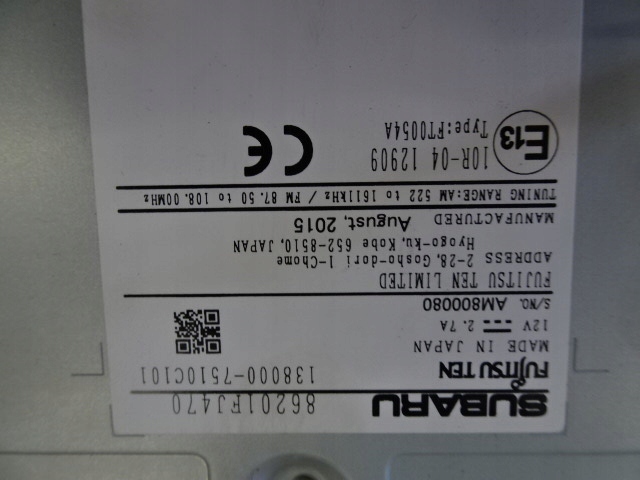 SUBARU 86201FJ470
FUJITSU TEN 138000-7510C101
MADE IN JAPAN
12V 2.7A
S/NO. AM800080
FUJITSU TEN LIMITED
ADDRESS 2-28, Gosho-dori 1-Chome
Hyogo-ku, Kobe 652-8510, JAPAN
MANUFACTURED August, 2015
TUNING RANGE:AM 522 to 1611kHz / FM 87.50 to 108.00MHz
E13 10R-04 12909
Type:FT0054A
CE